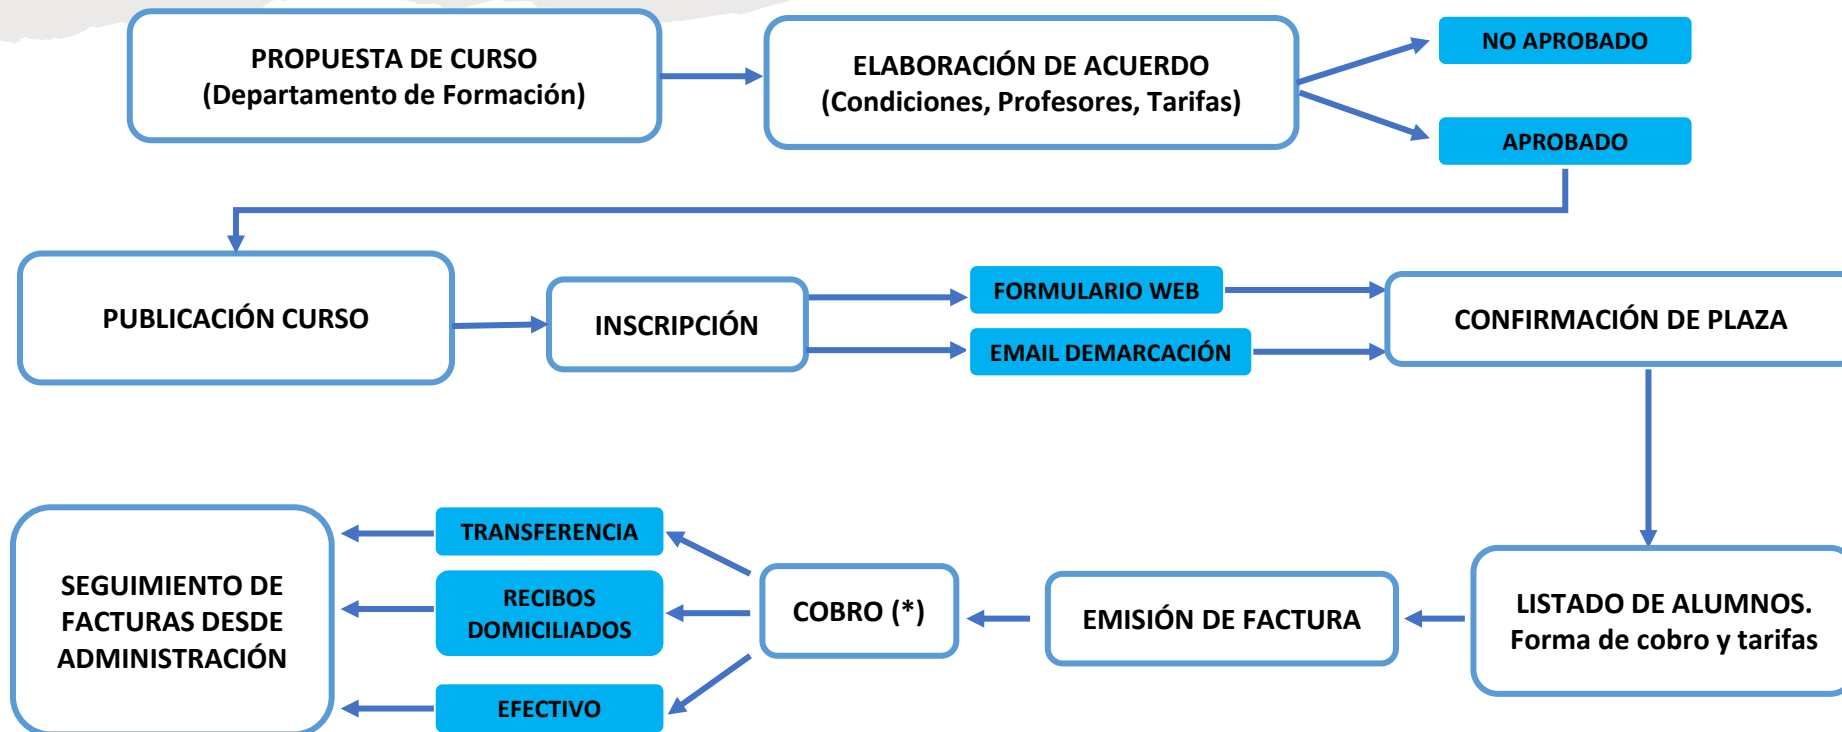 PROPUESTA DE CURSO
(Departamento de Formación)
ELABORACIÓN DE ACUERDO
(Condiciones, Profesores, Tarifas)
NO APROBADO
APROBADO
PUBLICACIÓN CURSO
INSCRIPCIÓN
FORMULARIO WEB
EMAIL DEMARCACIÓN
CONFIRMACIÓN DE PLAZA
LISTADO DE ALUMNOS.
Forma de cobro y tarifas
EMISIÓN DE FACTURA
COBRO (*)
TRANSFERENCIA
RECIBOS
DOMICILIADOS
EFECTIVO
SEGUIMIENTO DE
FACTURAS DESDE
ADMINISTRACIÓN